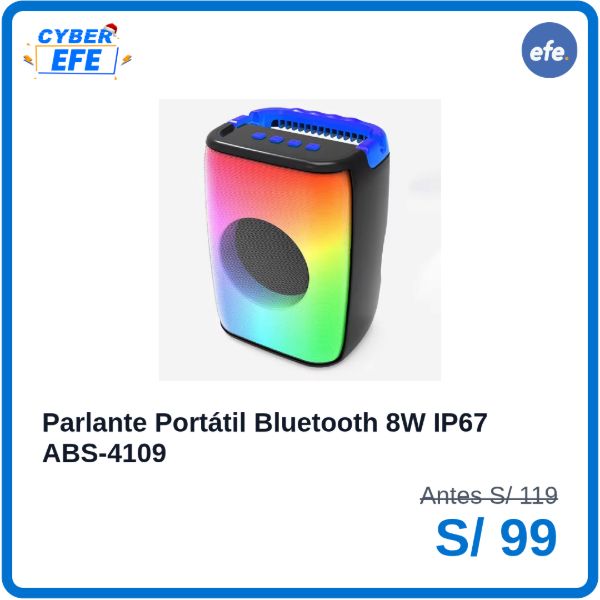 CYBER
EFE
efe.
Parlante Portátil Bluetooth 8W IP67
ABS-4109
Antes S/ 119
S/ 99